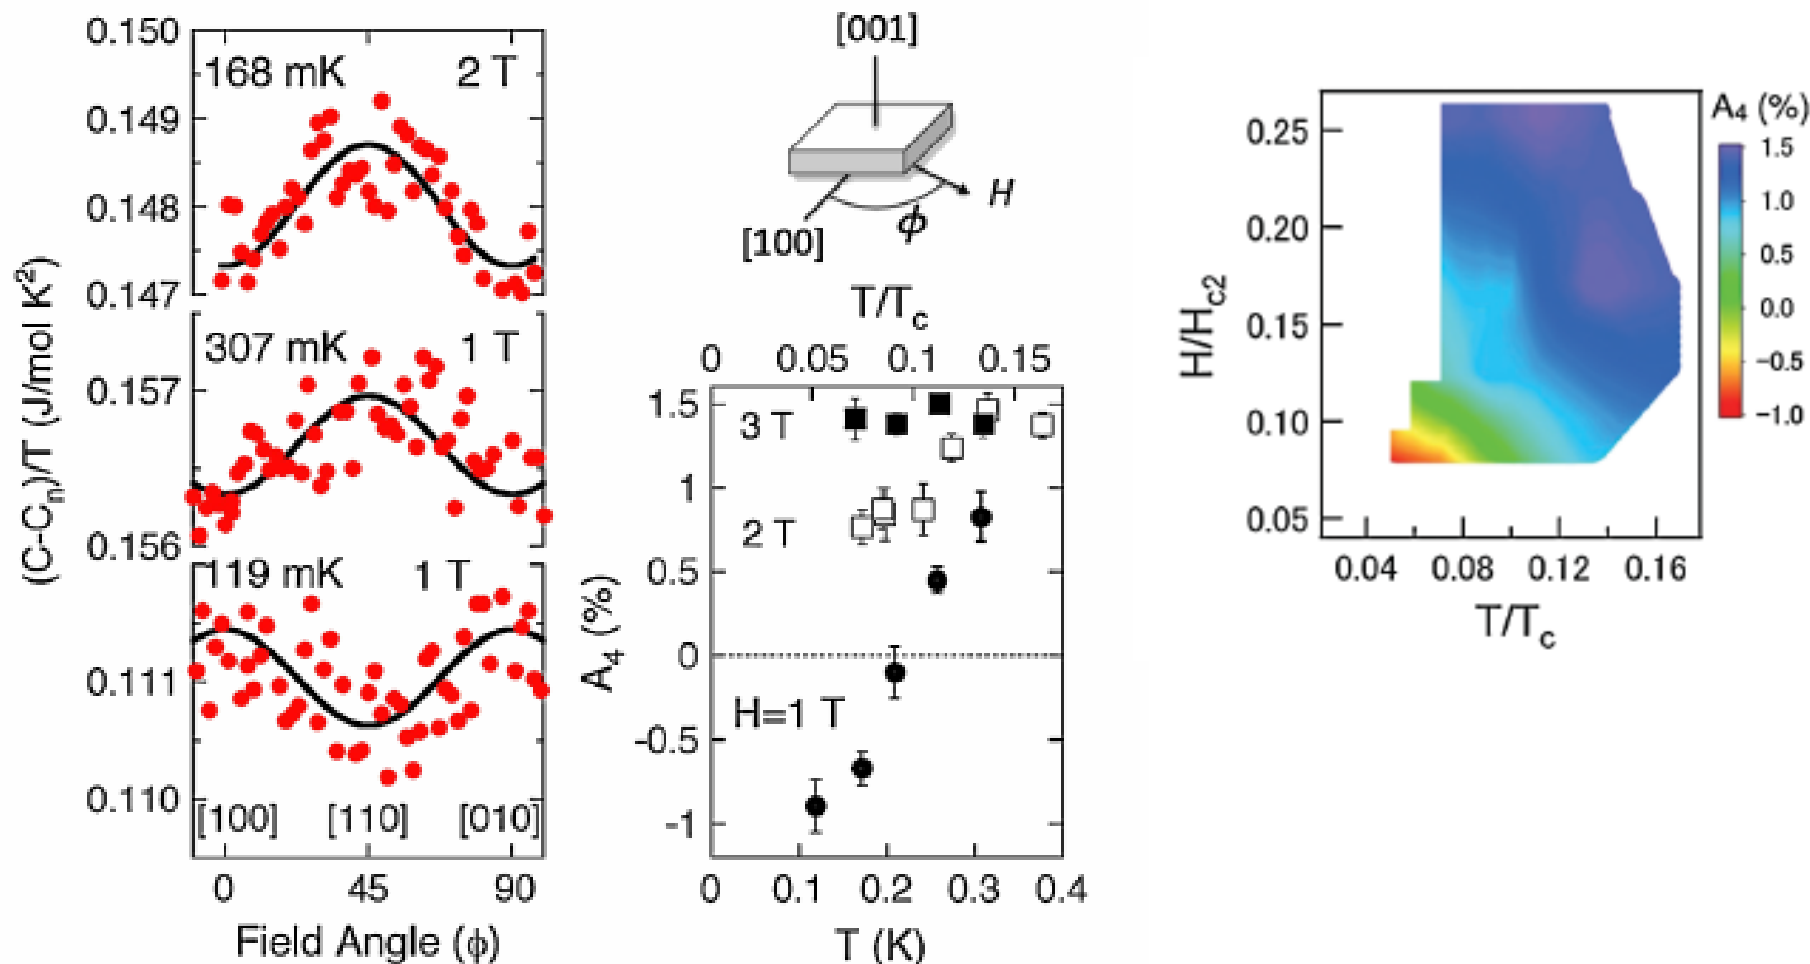 (C-Cn)/T (J/mol K²)
0.150
0.149
0.148
0.147
168 mK 2 T
0.157
0.156
307 mK 1 T
0.111
0.110
119 mK 1 T
[100] [110] [010]
0 45 90
Field Angle (ϕ)
[001]
[100]
ϕ
H
T/Tc
0 0.05 0.1 0.15
A₄ (%)
1.5
1
0.5
0
-0.5
-1
3 T
2 T
H=1 T
0 0.1 0.2 0.3 0.4
T (K)
H/Hc2
0.25
0.20
0.15
0.10
0.05
0.04 0.08 0.12 0.16
T/Tc
A₄ (%)
1.5
1.0
0.5
0.0
−0.5
−1.0